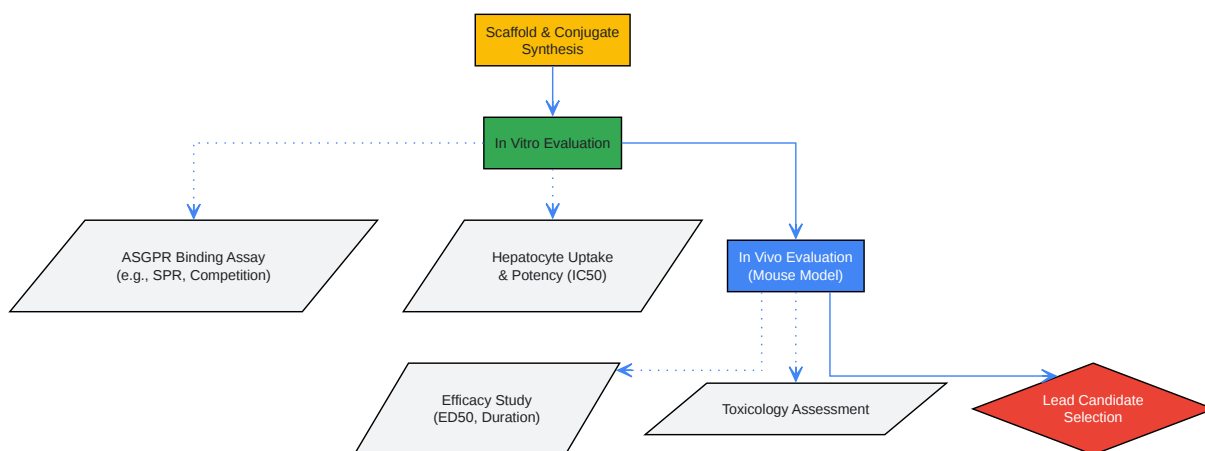 Scaffold & Conjugate
Synthesis
In Vitro Evaluation
ASGPR Binding Assay
(e.g., SPR, Competition)
Hepatocyte Uptake
& Potency (IC50)
In Vivo Evaluation
(Mouse Model)
Efficacy Study
(ED50, Duration)
Toxicology Assessment
Lead Candidate
Selection